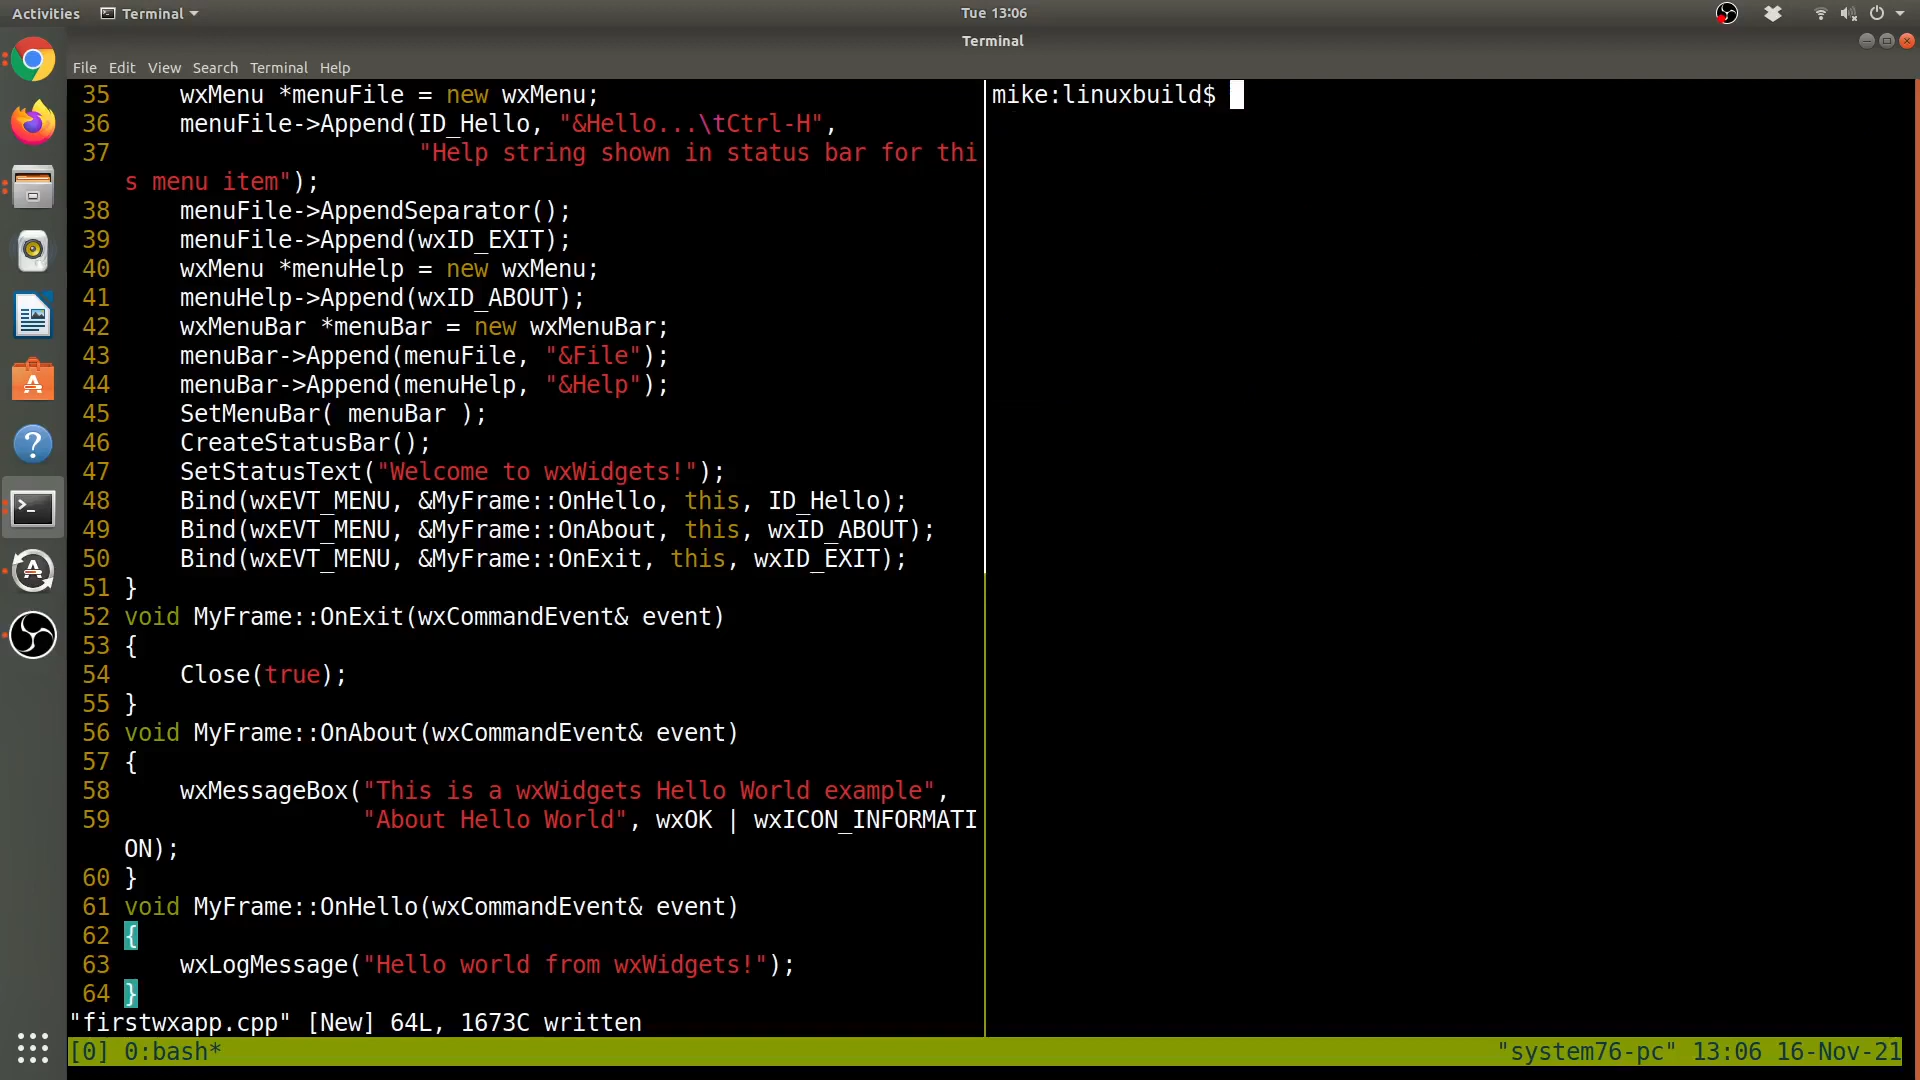 Activities Terminal Tue 13:06
Terminal
File Edit View Search Terminal Help
35     wxMenu *menuFile = new wxMenu;
36     menuFile->Append(ID_Hello, "&Hello...\tCtrl-H",
37                      "Help string shown in status bar for thi
s menu item");
38     menuFile->AppendSeparator();
39     menuFile->Append(wxID_EXIT);
40     wxMenu *menuHelp = new wxMenu;
41     menuHelp->Append(wxID_ABOUT);
42     wxMenuBar *menuBar = new wxMenuBar;
43     menuBar->Append(menuFile, "&File");
44     menuBar->Append(menuHelp, "&Help");
45     SetMenuBar( menuBar );
46     CreateStatusBar();
47     SetStatusText("Welcome to wxWidgets!");
48     Bind(wxEVT_MENU, &MyFrame::OnHello, this, ID_Hello);
49     Bind(wxEVT_MENU, &MyFrame::OnAbout, this, wxID_ABOUT);
50     Bind(wxEVT_MENU, &MyFrame::OnExit, this, wxID_EXIT);
51 }
52 void MyFrame::OnExit(wxCommandEvent& event)
53 {
54     Close(true);
55 }
56 void MyFrame::OnAbout(wxCommandEvent& event)
57 {
58     wxMessageBox("This is a wxWidgets Hello World example",
59                  "About Hello World", wxOK | wxICON_INFORMATI
ON);
60 }
61 void MyFrame::OnHello(wxCommandEvent& event)
62 {
63     wxLogMessage("Hello world from wxWidgets!");
64 }
"firstwxapp.cpp" [New] 64L, 1673C written
mike:linuxbuild$
[0] 0:bash* "system76-pc" 13:06 16-Nov-21